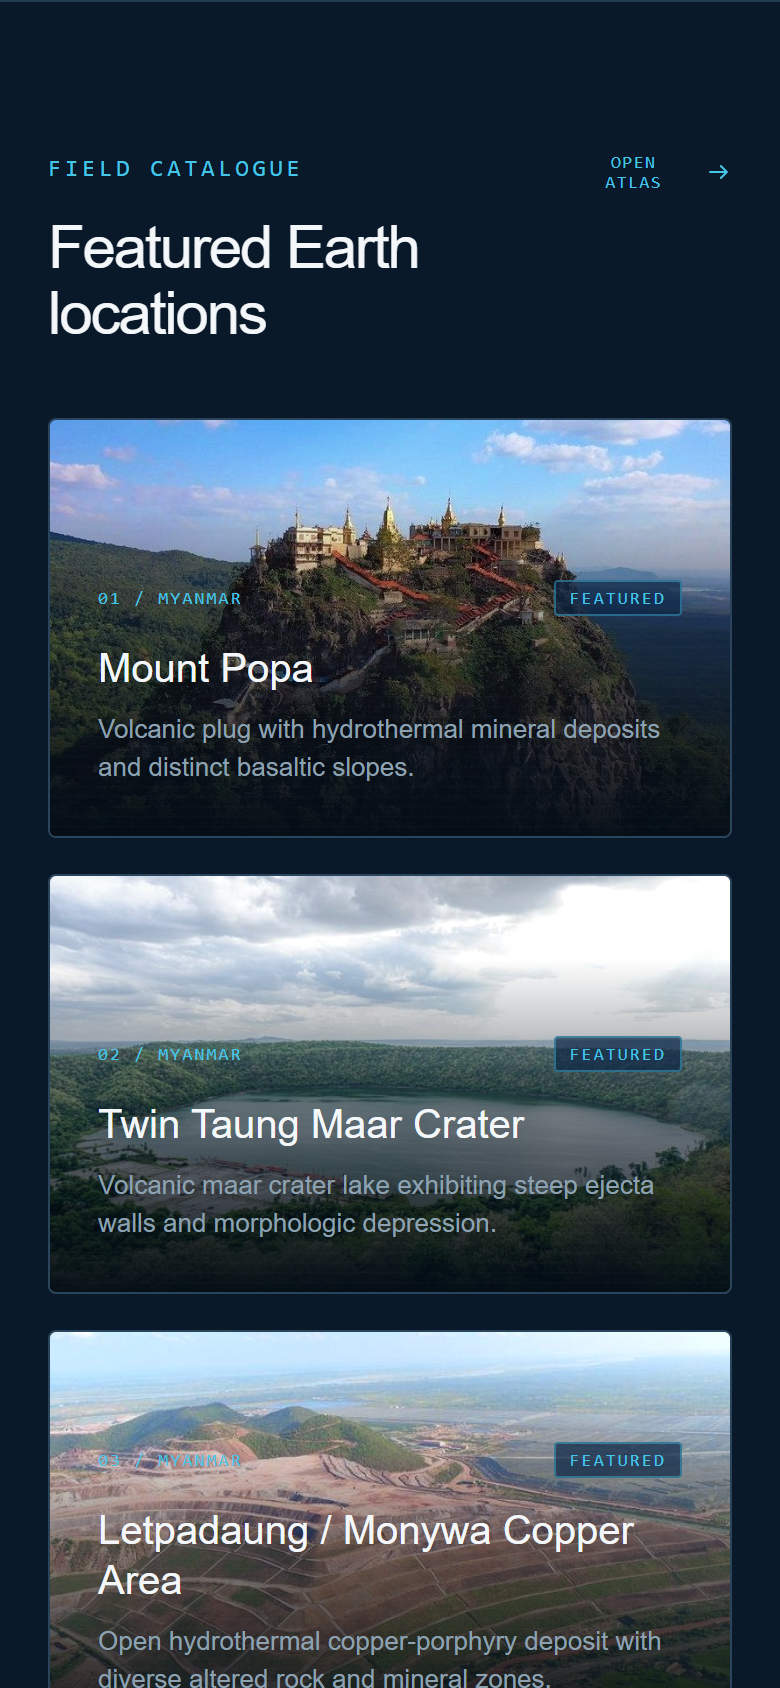 FIELD CATALOGUE
OPEN
ATLAS
Featured Earth
locations
01 / MYANMAR
FEATURED
Mount Popa
Volcanic plug with hydrothermal mineral deposits
and distinct basaltic slopes.
02 / MYANMAR
FEATURED
Twin Taung Maar Crater
Volcanic maar crater lake exhibiting steep ejecta
walls and morphologic depression.
03 / MYANMAR
FEATURED
Letpadaung / Monywa Copper
Area
Open hydrothermal copper-porphyry deposit with
diverse altered rock and mineral zones.